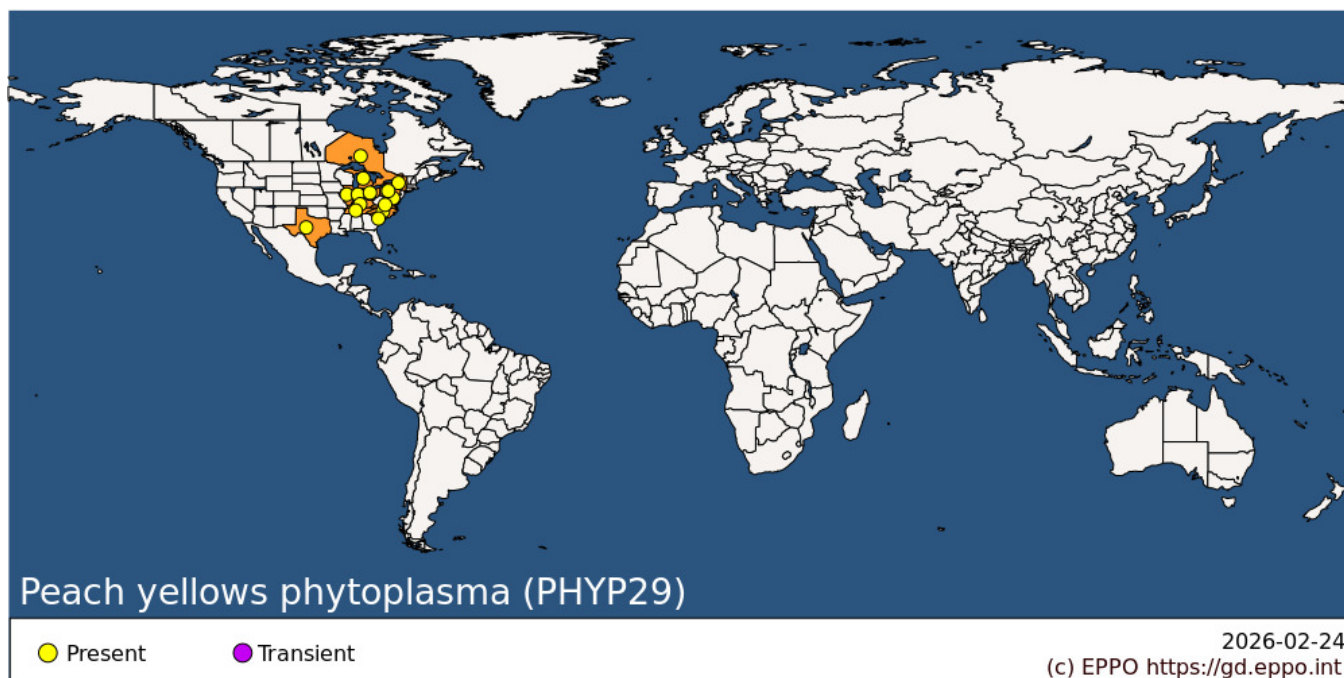 Peach yellows phytoplasma (PHYP29)
Present
Transient
2026-02-24
(c) EPPO https://gd.eppo.int